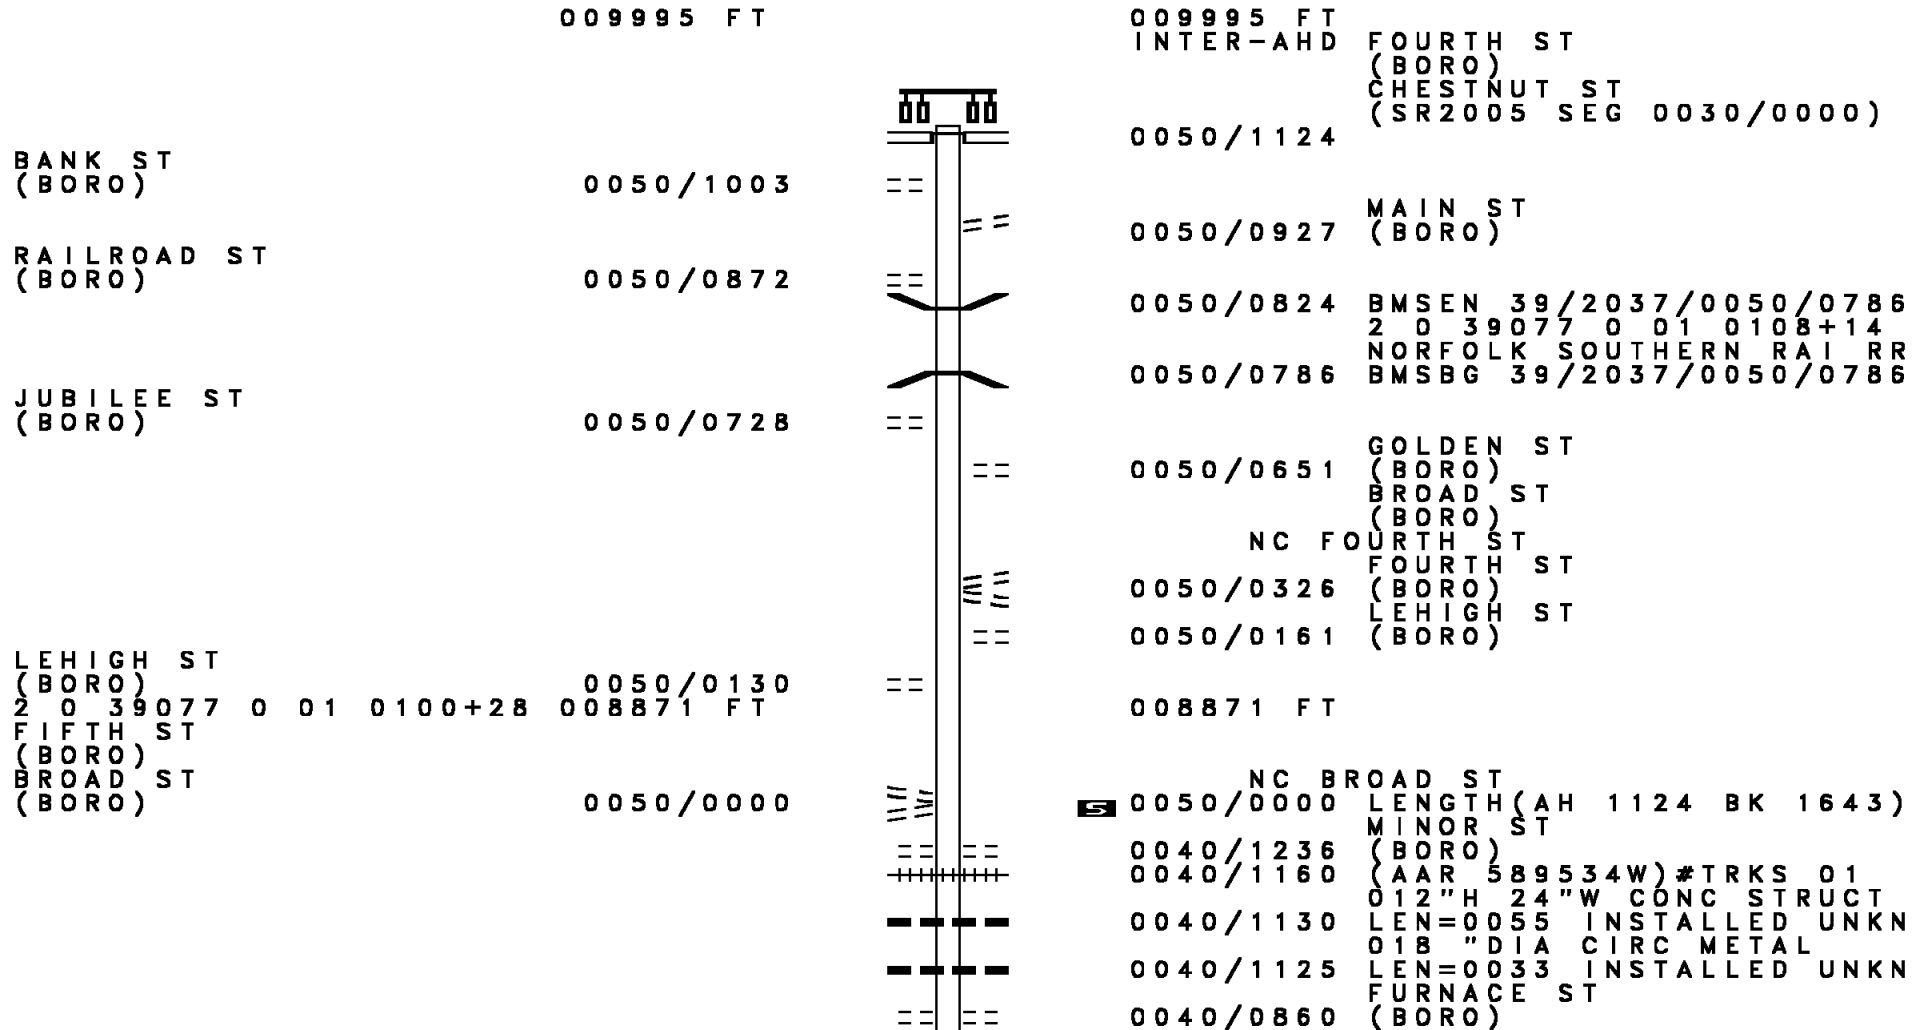 009995 FT 009995 FT
INTER-AHD FOURTH ST
(BORO)
CHESTNUT ST
(SR2005 SEG 0030/0000)
0050/1124
BANK ST
(BORO) 0050/1003
MAIN ST
0050/0927 (BORO)
RAILROAD ST
(BORO) 0050/0872
0050/0824 BMSEN 39/2037/0050/0786
2 0 39077 0 01 0108+14
NORFOLK SOUTHERN RAI RR
0050/0786 BMSBG 39/2037/0050/0786
JUBILEE ST
(BORO) 0050/0728
GOLDEN ST
0050/0651 (BORO)
BROAD ST
(BORO)
NC FOURTH ST
FOURTH ST
0050/0326 (BORO)
LEHIGH ST
0050/0161 (BORO)
LEHIGH ST
(BORO) 0050/0130
2 0 39077 0 01 0100+28 008871 FT 008871 FT
FIFTH ST
(BORO)
BROAD ST NC BROAD ST
(BORO) 0050/0000 S 0050/0000 LENGTH(AH 1124 BK 1643)
MINOR ST
0040/1236 (BORO)
0040/1160 (AAR 589534W)#TRKS 01
012"H 24"W CONC STRUCT
0040/1130 LEN=0055 INSTALLED UNKN
018 "DIA CIRC METAL
0040/1125 LEN=0033 INSTALLED UNKN
FURNACE ST
0040/0860 (BORO)